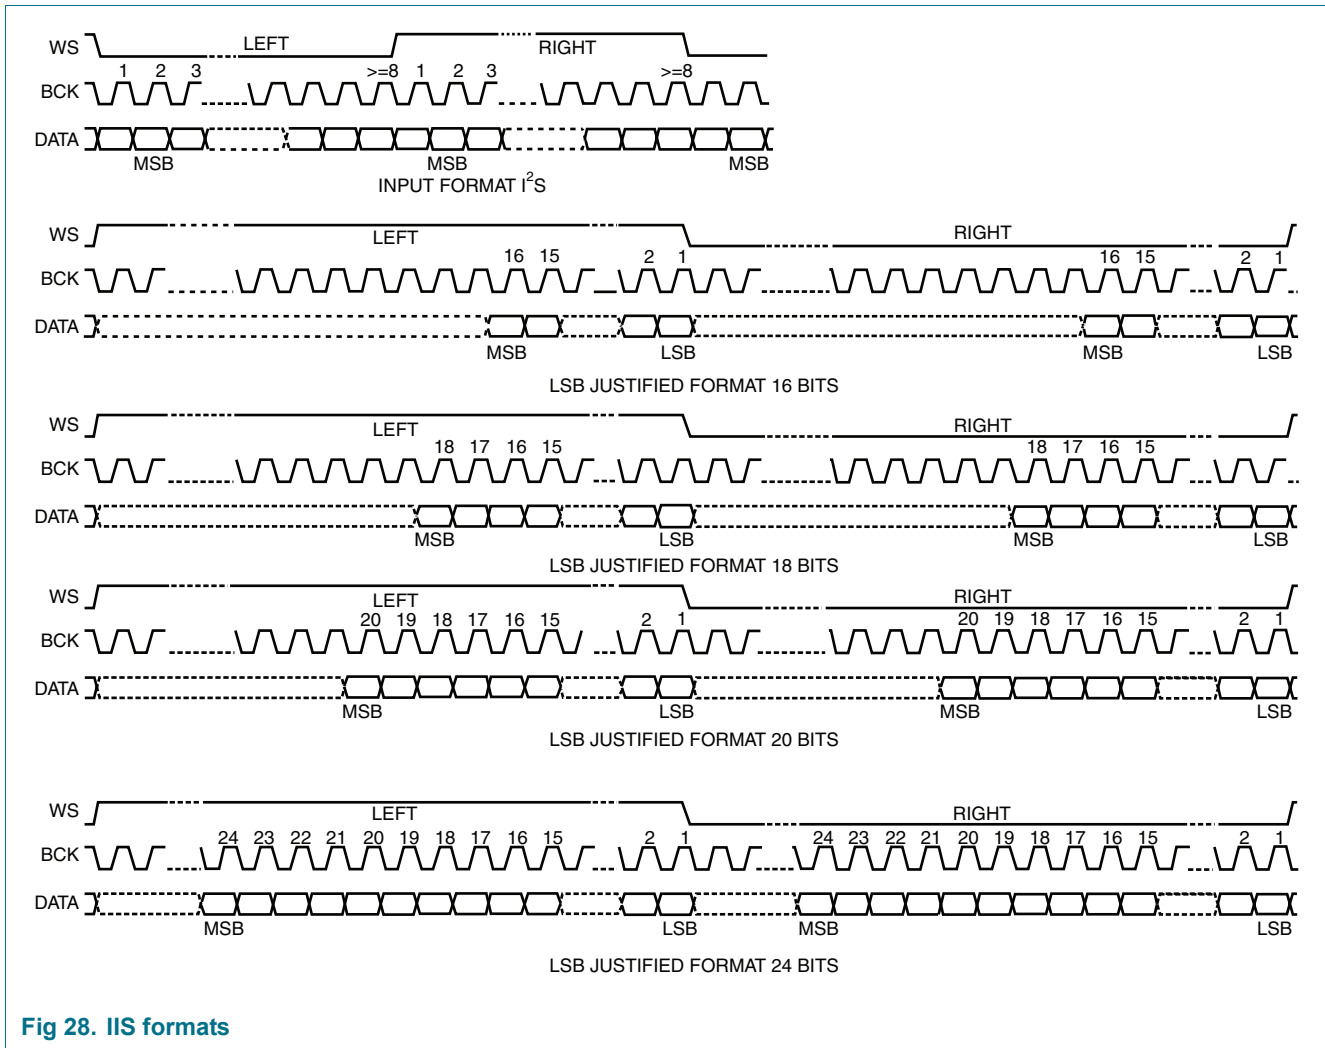 WS LEFT RIGHT
1 2 3 >=8 1 2 3 >=8
BCK
DATA
MSB MSB MSB
INPUT FORMAT I²S
WS LEFT RIGHT
16 15 2 1 16 15 2 1
BCK
DATA
MSB LSB MSB LSB
LSB JUSTIFIED FORMAT 16 BITS
WS LEFT RIGHT
18 17 16 15 18 17 16 15
BCK
DATA
MSB LSB MSB LSB
LSB JUSTIFIED FORMAT 18 BITS
WS LEFT RIGHT
20 19 18 17 16 15 2 1 20 19 18 17 16 15 2 1
BCK
DATA
MSB LSB MSB LSB
LSB JUSTIFIED FORMAT 20 BITS
WS LEFT RIGHT
24 23 22 21 20 19 18 17 16 15 2 1 24 23 22 21 20 19 18 17 16 15 2 1
BCK
DATA
MSB LSB MSB LSB
LSB JUSTIFIED FORMAT 24 BITS
Fig 28. IIS formats